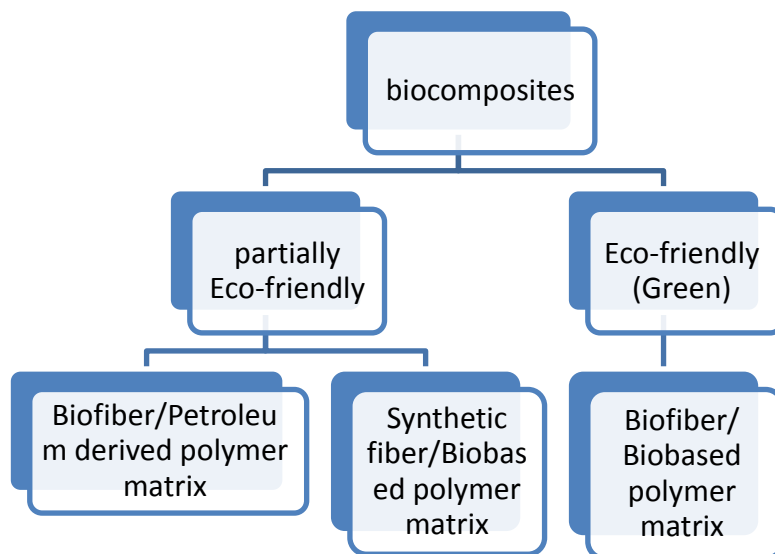 biocomposites
partially
Eco-friendly
Eco-friendly
(Green)
Biofiber/Petroleu
m derived polymer
matrix
Synthetic
fiber/Biobas
ed polymer
matrix
Biofiber/
Biobased
polymer
matrix